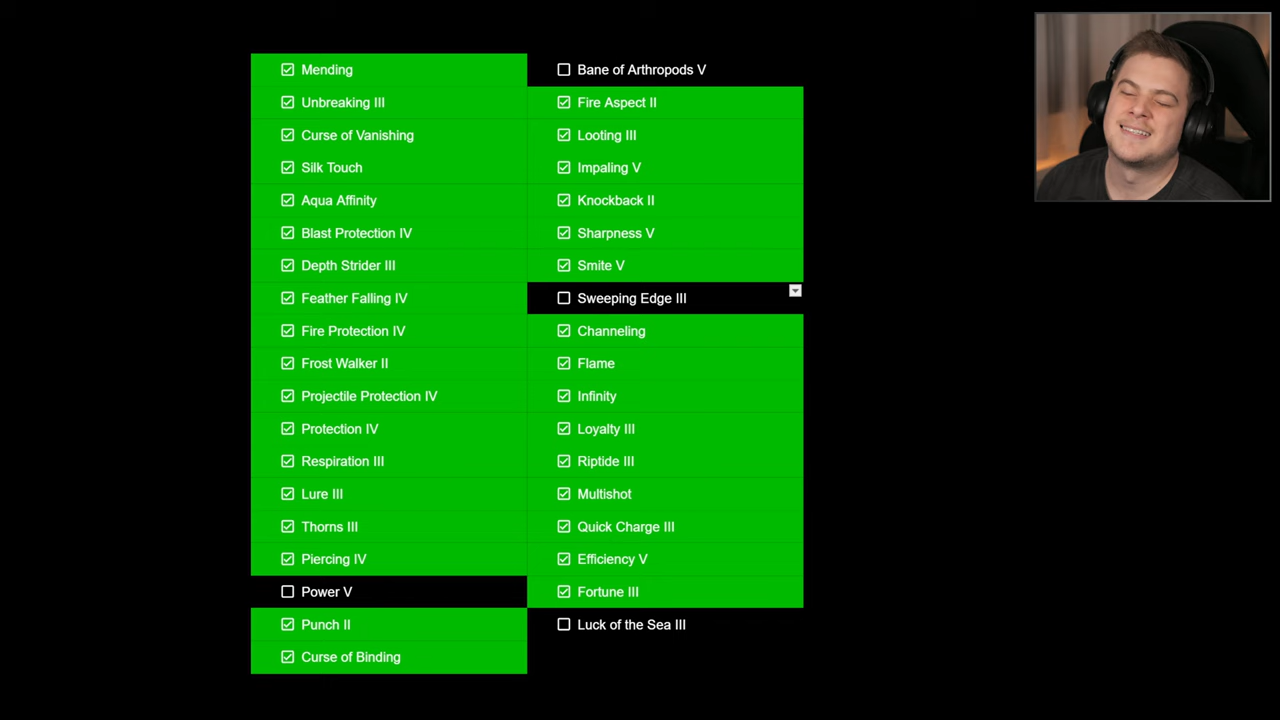 Mending
Unbreaking III
Curse of Vanishing
Silk Touch
Aqua Affinity
Blast Protection IV
Depth Strider III
Feather Falling IV
Fire Protection IV
Frost Walker II
Projectile Protection IV
Protection IV
Respiration III
Lure III
Thorns III
Piercing IV
Power V
Punch II
Curse of Binding
Bane of Arthropods V
Fire Aspect II
Looting III
Impaling V
Knockback II
Sharpness V
Smite V
Sweeping Edge III
Channeling
Flame
Infinity
Loyalty III
Riptide III
Multishot
Quick Charge III
Efficiency V
Fortune III
Luck of the Sea III